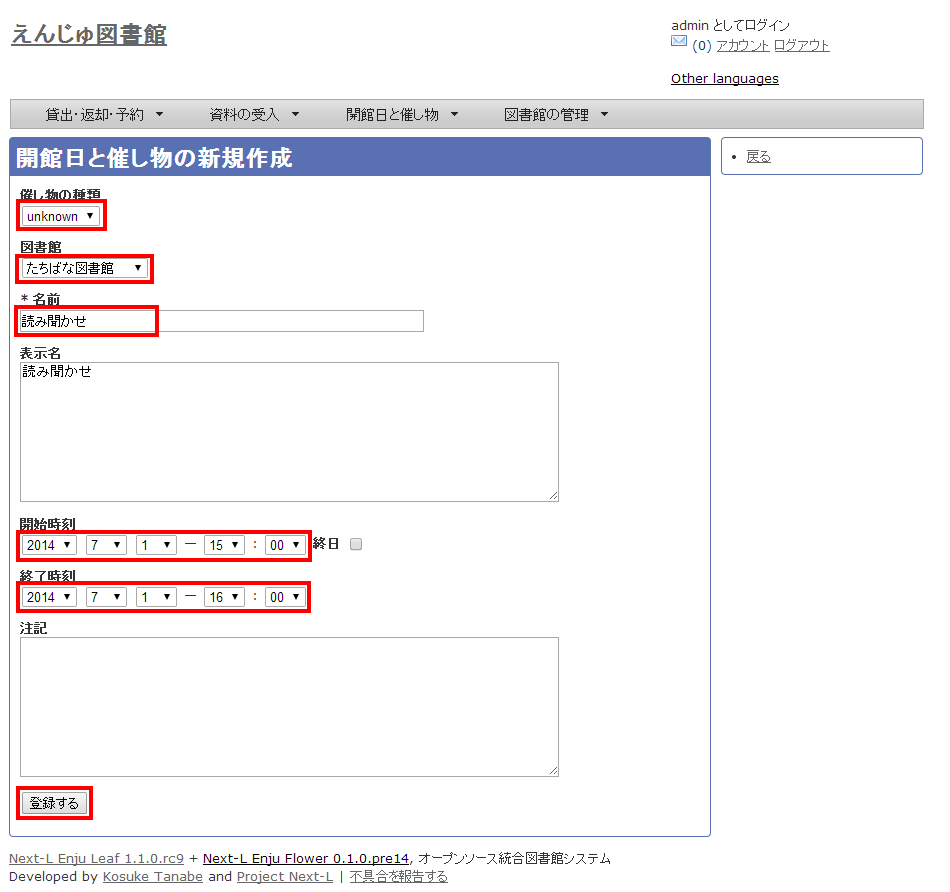 えんじゅ図書館
admin としてログイン
(0) アカウント ログアウト
Other languages
貸出・返却・予約 ▼ 資料の受入 ▼ 開館日と催し物 ▼ 図書館の管理 ▼
開館日と催し物の新規作成
• 戻る
催し物の種類
unknown ▼
図書館
たちばな図書館 ▼
* 名前
読み聞かせ
表示名
読み聞かせ
開始時刻
2014 ▼ 7 ▼ 1 ▼ — 15 ▼ : 00 ▼ 終日
終了時刻
2014 ▼ 7 ▼ 1 ▼ — 16 ▼ : 00 ▼
注記
登録する
Next-L Enju Leaf 1.1.0.rc9 + Next-L Enju Flower 0.1.0.pre14, オープンソース統合図書館システム
Developed by Kosuke Tanabe and Project Next-L | 不具合を報告する